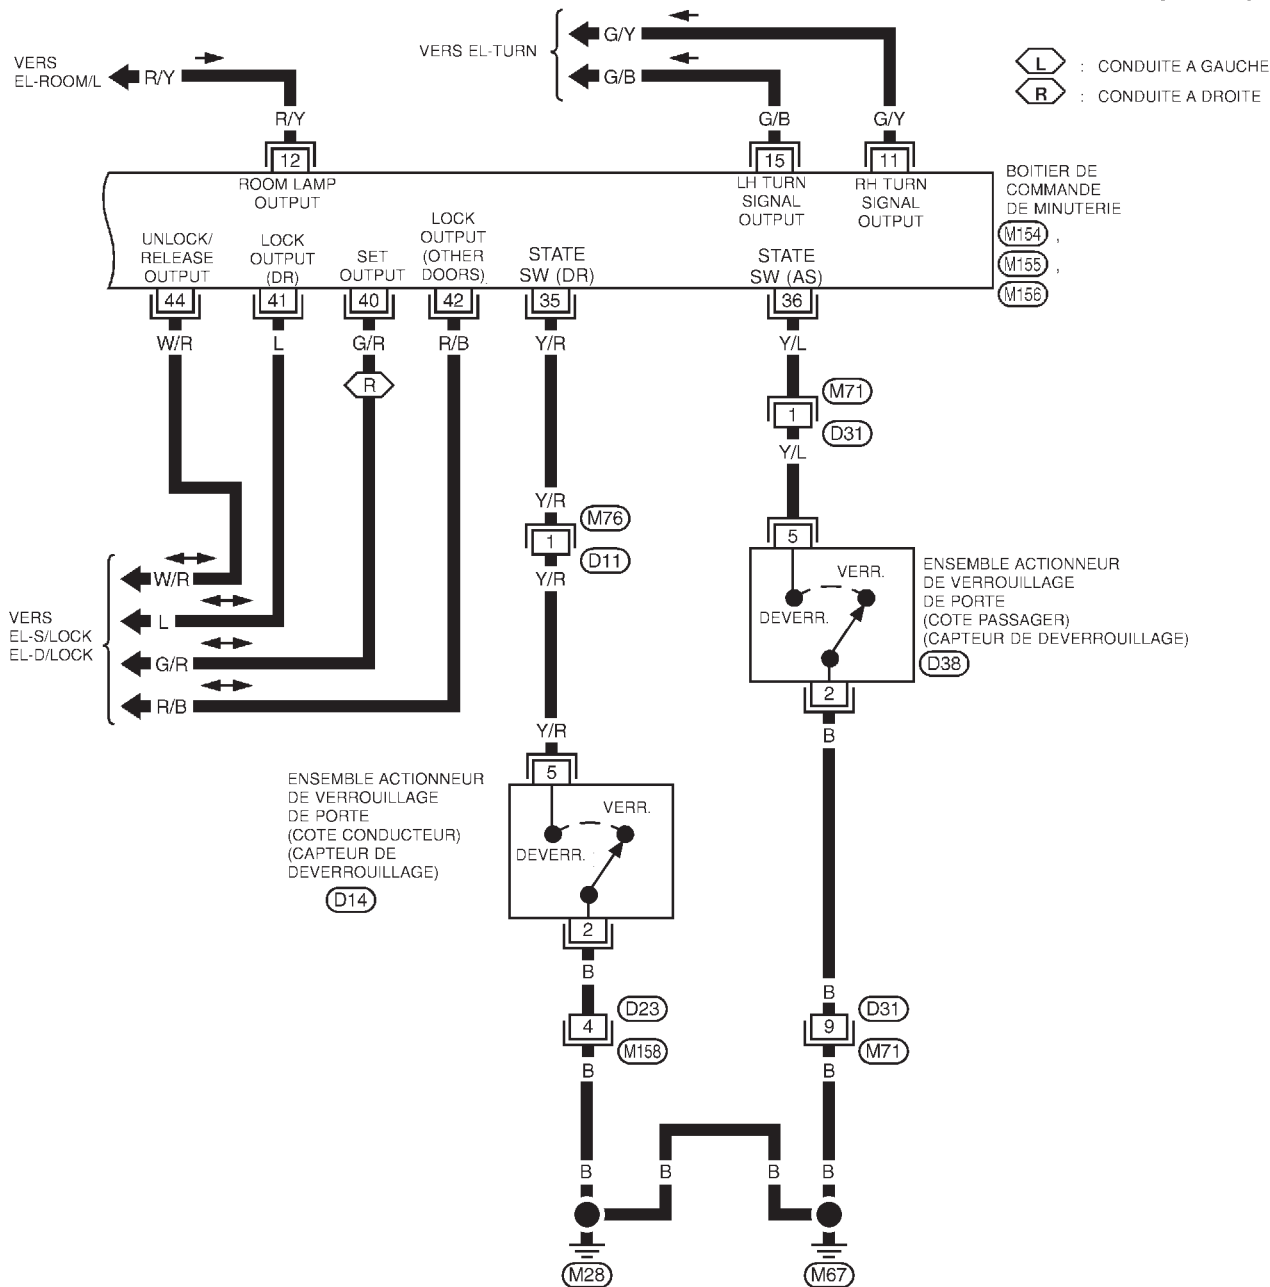 VERS EL-TURN
G/Y
G/B
VERS
EL-ROOM/L
R/Y
L : CONDUITE A GAUCHE
R : CONDUITE A DROITE
R/Y
G/B
G/Y
12
15
11
ROOM LAMP
OUTPUT
LH TURN
SIGNAL
OUTPUT
RH TURN
SIGNAL
OUTPUT
BOITIER DE
COMMANDE
DE MINUTERIE
M154 ,
M155 ,
M156
UNLOCK/
RELEASE
OUTPUT
LOCK
OUTPUT
(DR)
SET
OUTPUT
LOCK
OUTPUT
(OTHER
DOORS)
STATE
SW (DR)
STATE
SW (AS)
44
41
40
42
35
36
W/R
L
G/R
R/B
Y/R
Y/L
R
M71
1
D31
Y/L
Y/R
M76
1
D11
Y/R
5
VERR.
DEVERR.
ENSEMBLE ACTIONNEUR
DE VERROUILLAGE
DE PORTE
(COTE PASSAGER)
(CAPTEUR DE DEVERROUILLAGE)
D38
2
B
VERS
EL-S/LOCK
EL-D/LOCK
W/R
L
G/R
R/B
Y/R
5
ENSEMBLE ACTIONNEUR
DE VERROUILLAGE
DE PORTE
(COTE CONDUCTEUR)
(CAPTEUR DE
DEVERROUILLAGE)
D14
VERR.
DEVERR.
2
B
D23
4
M158
B
B
D31
9
M71
B
B
B
B
B
M28
M67